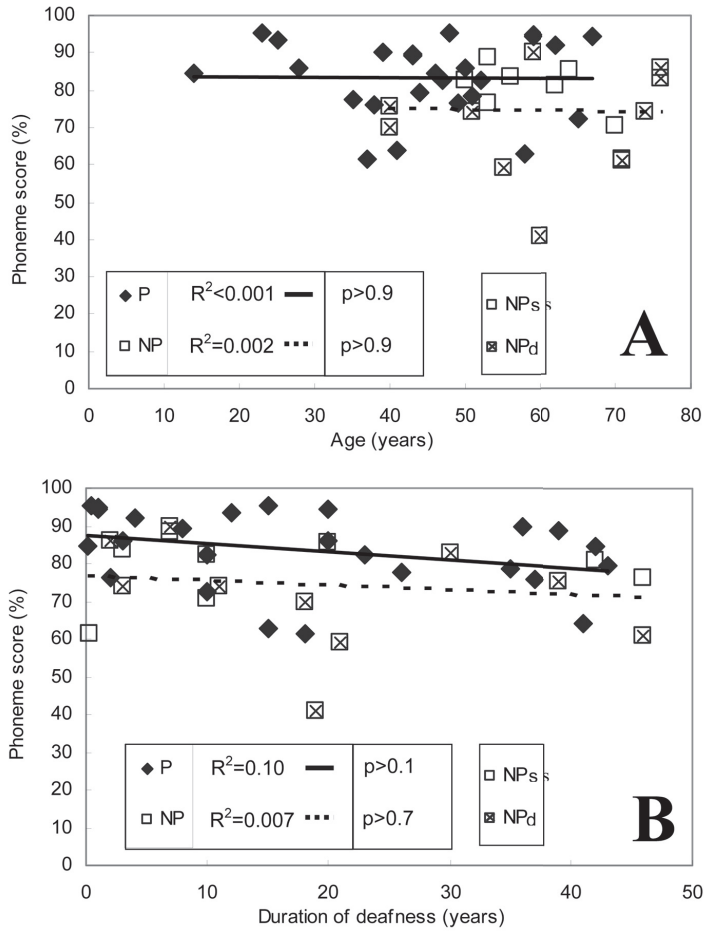 100
90
80
70
60
50
40
30
20
10
0
Phoneme score (%)
P R²<0.001 p>0.9
NP R²=0.002 p>0.9
NPs s
NPd
A
0 10 20 30 40 50 60 70 80
Age (years)
100
90
80
70
60
50
40
30
20
10
0
Phoneme score (%)
P R²=0.10 p>0.1
NP R²=0.007 p>0.7
NPs s
NPd
B
0 10 20 30 40 50
Duration of deafness (years)